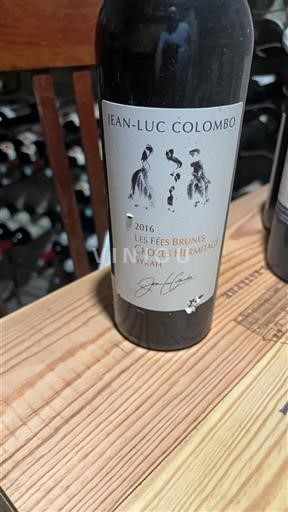 JEAN-LUC COLOMBO
2016
LES FÉES BRUNES
CROZES HERMITAGE
SYRAH